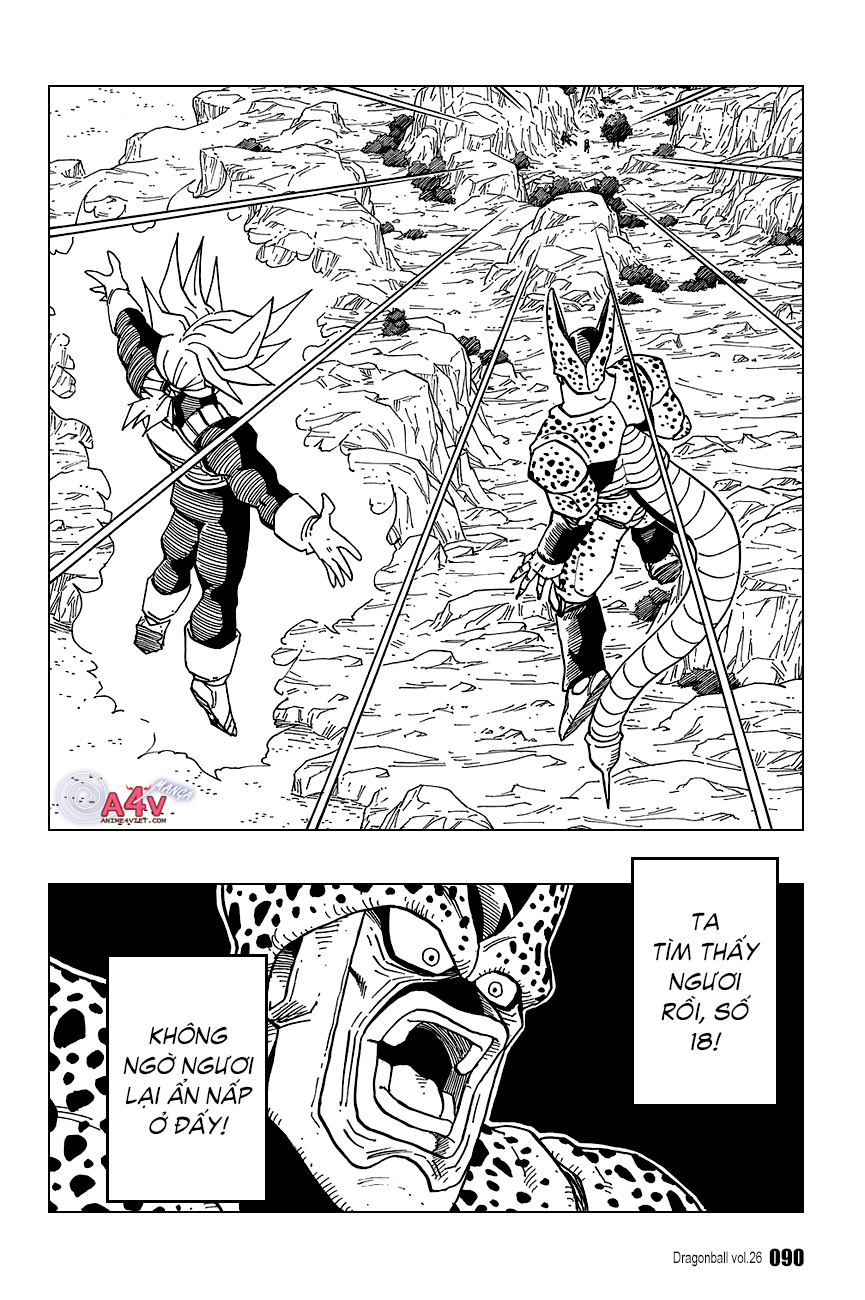 A4V
MANGA
ANIME4VIET.COM
TA
TÌM THẤY
NGƯƠI
RỒI, SỐ
18!
KHÔNG
NGỜ NGƯƠI
LẠI ẨN NẤP
Ở ĐẤY!
Dragonball vol.26 090